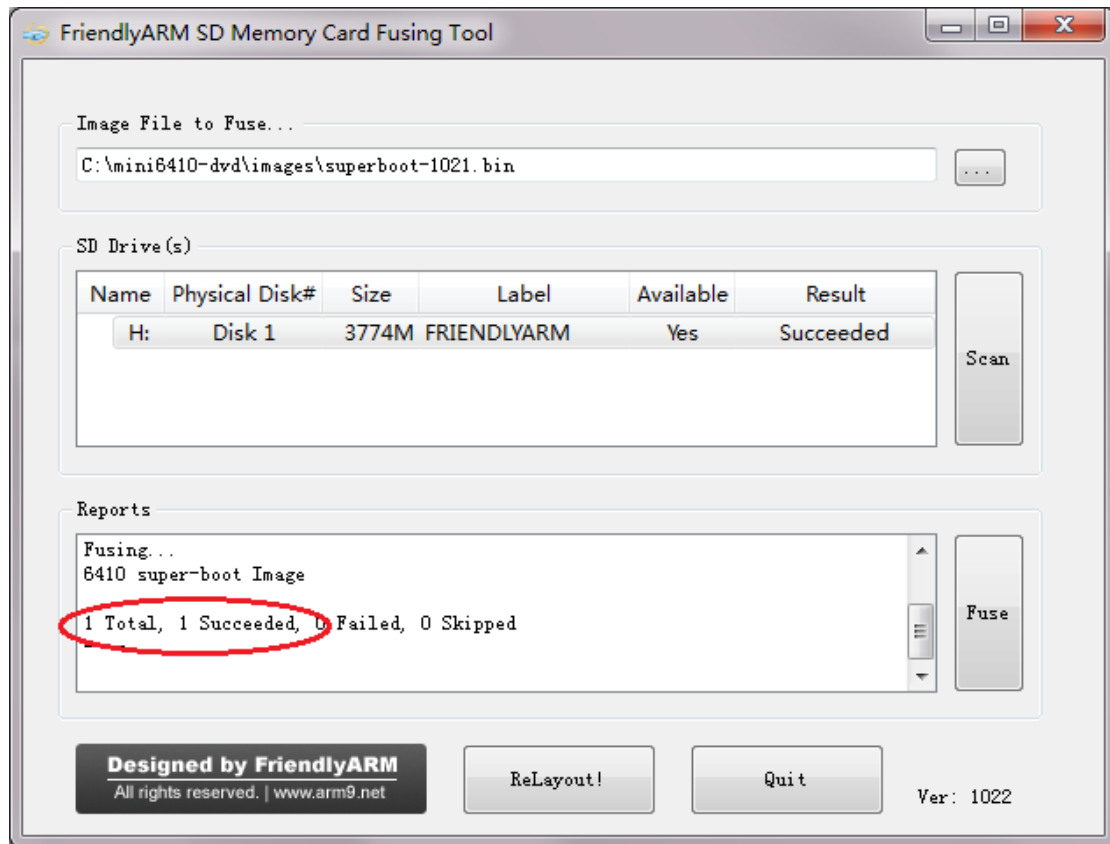 FriendlyARM SD Memory Card Fusing Tool
Image File to Fuse...
C:\mini6410-dvd\images\superboot-1021.bin
...
SD Drive(s)
Name Physical Disk# Size Label Available Result
H: Disk 1 3774M FRIENDLYARM Yes Succeeded
Scan
Reports
Fusing...
6410 super-boot Image
1 Total, 1 Succeeded, 0 Failed, 0 Skipped
Fuse
Designed by FriendlyARM
All rights reserved. | www.arm9.net
ReLayout!
Quit
Ver: 1022